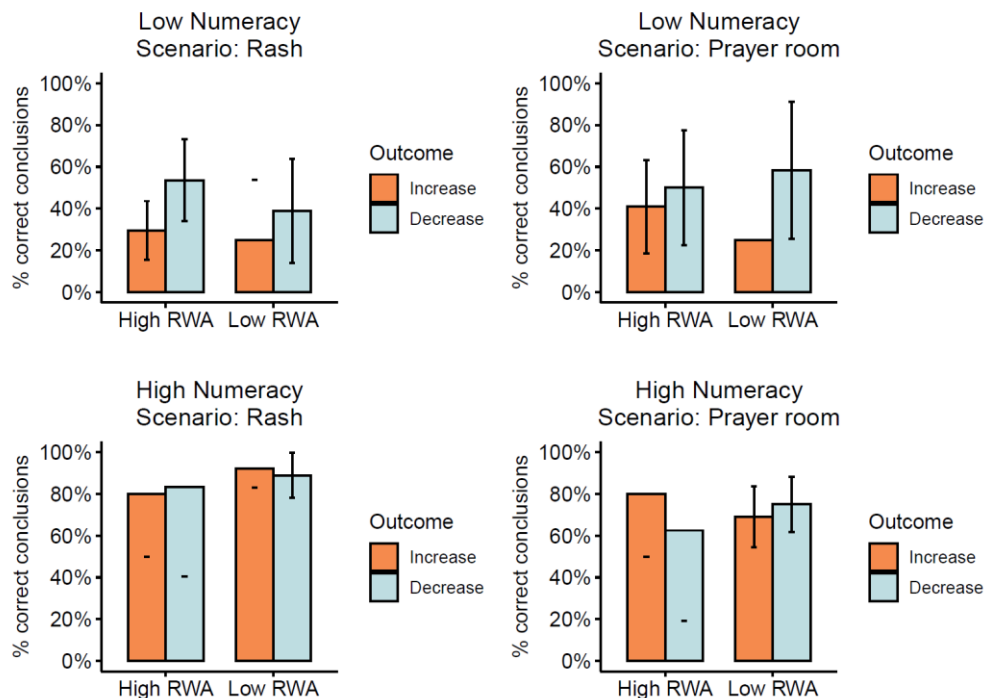 Low Numeracy
Scenario: Rash
% correct conclusions
100%
80%
60%
40%
20%
0%
High RWA Low RWA
Outcome
Increase
Decrease
Low Numeracy
Scenario: Prayer room
% correct conclusions
100%
80%
60%
40%
20%
0%
High RWA Low RWA
Outcome
Increase
Decrease
High Numeracy
Scenario: Rash
% correct conclusions
100%
80%
60%
40%
20%
0%
High RWA Low RWA
Outcome
Increase
Decrease
High Numeracy
Scenario: Prayer room
% correct conclusions
100%
80%
60%
40%
20%
0%
High RWA Low RWA
Outcome
Increase
Decrease